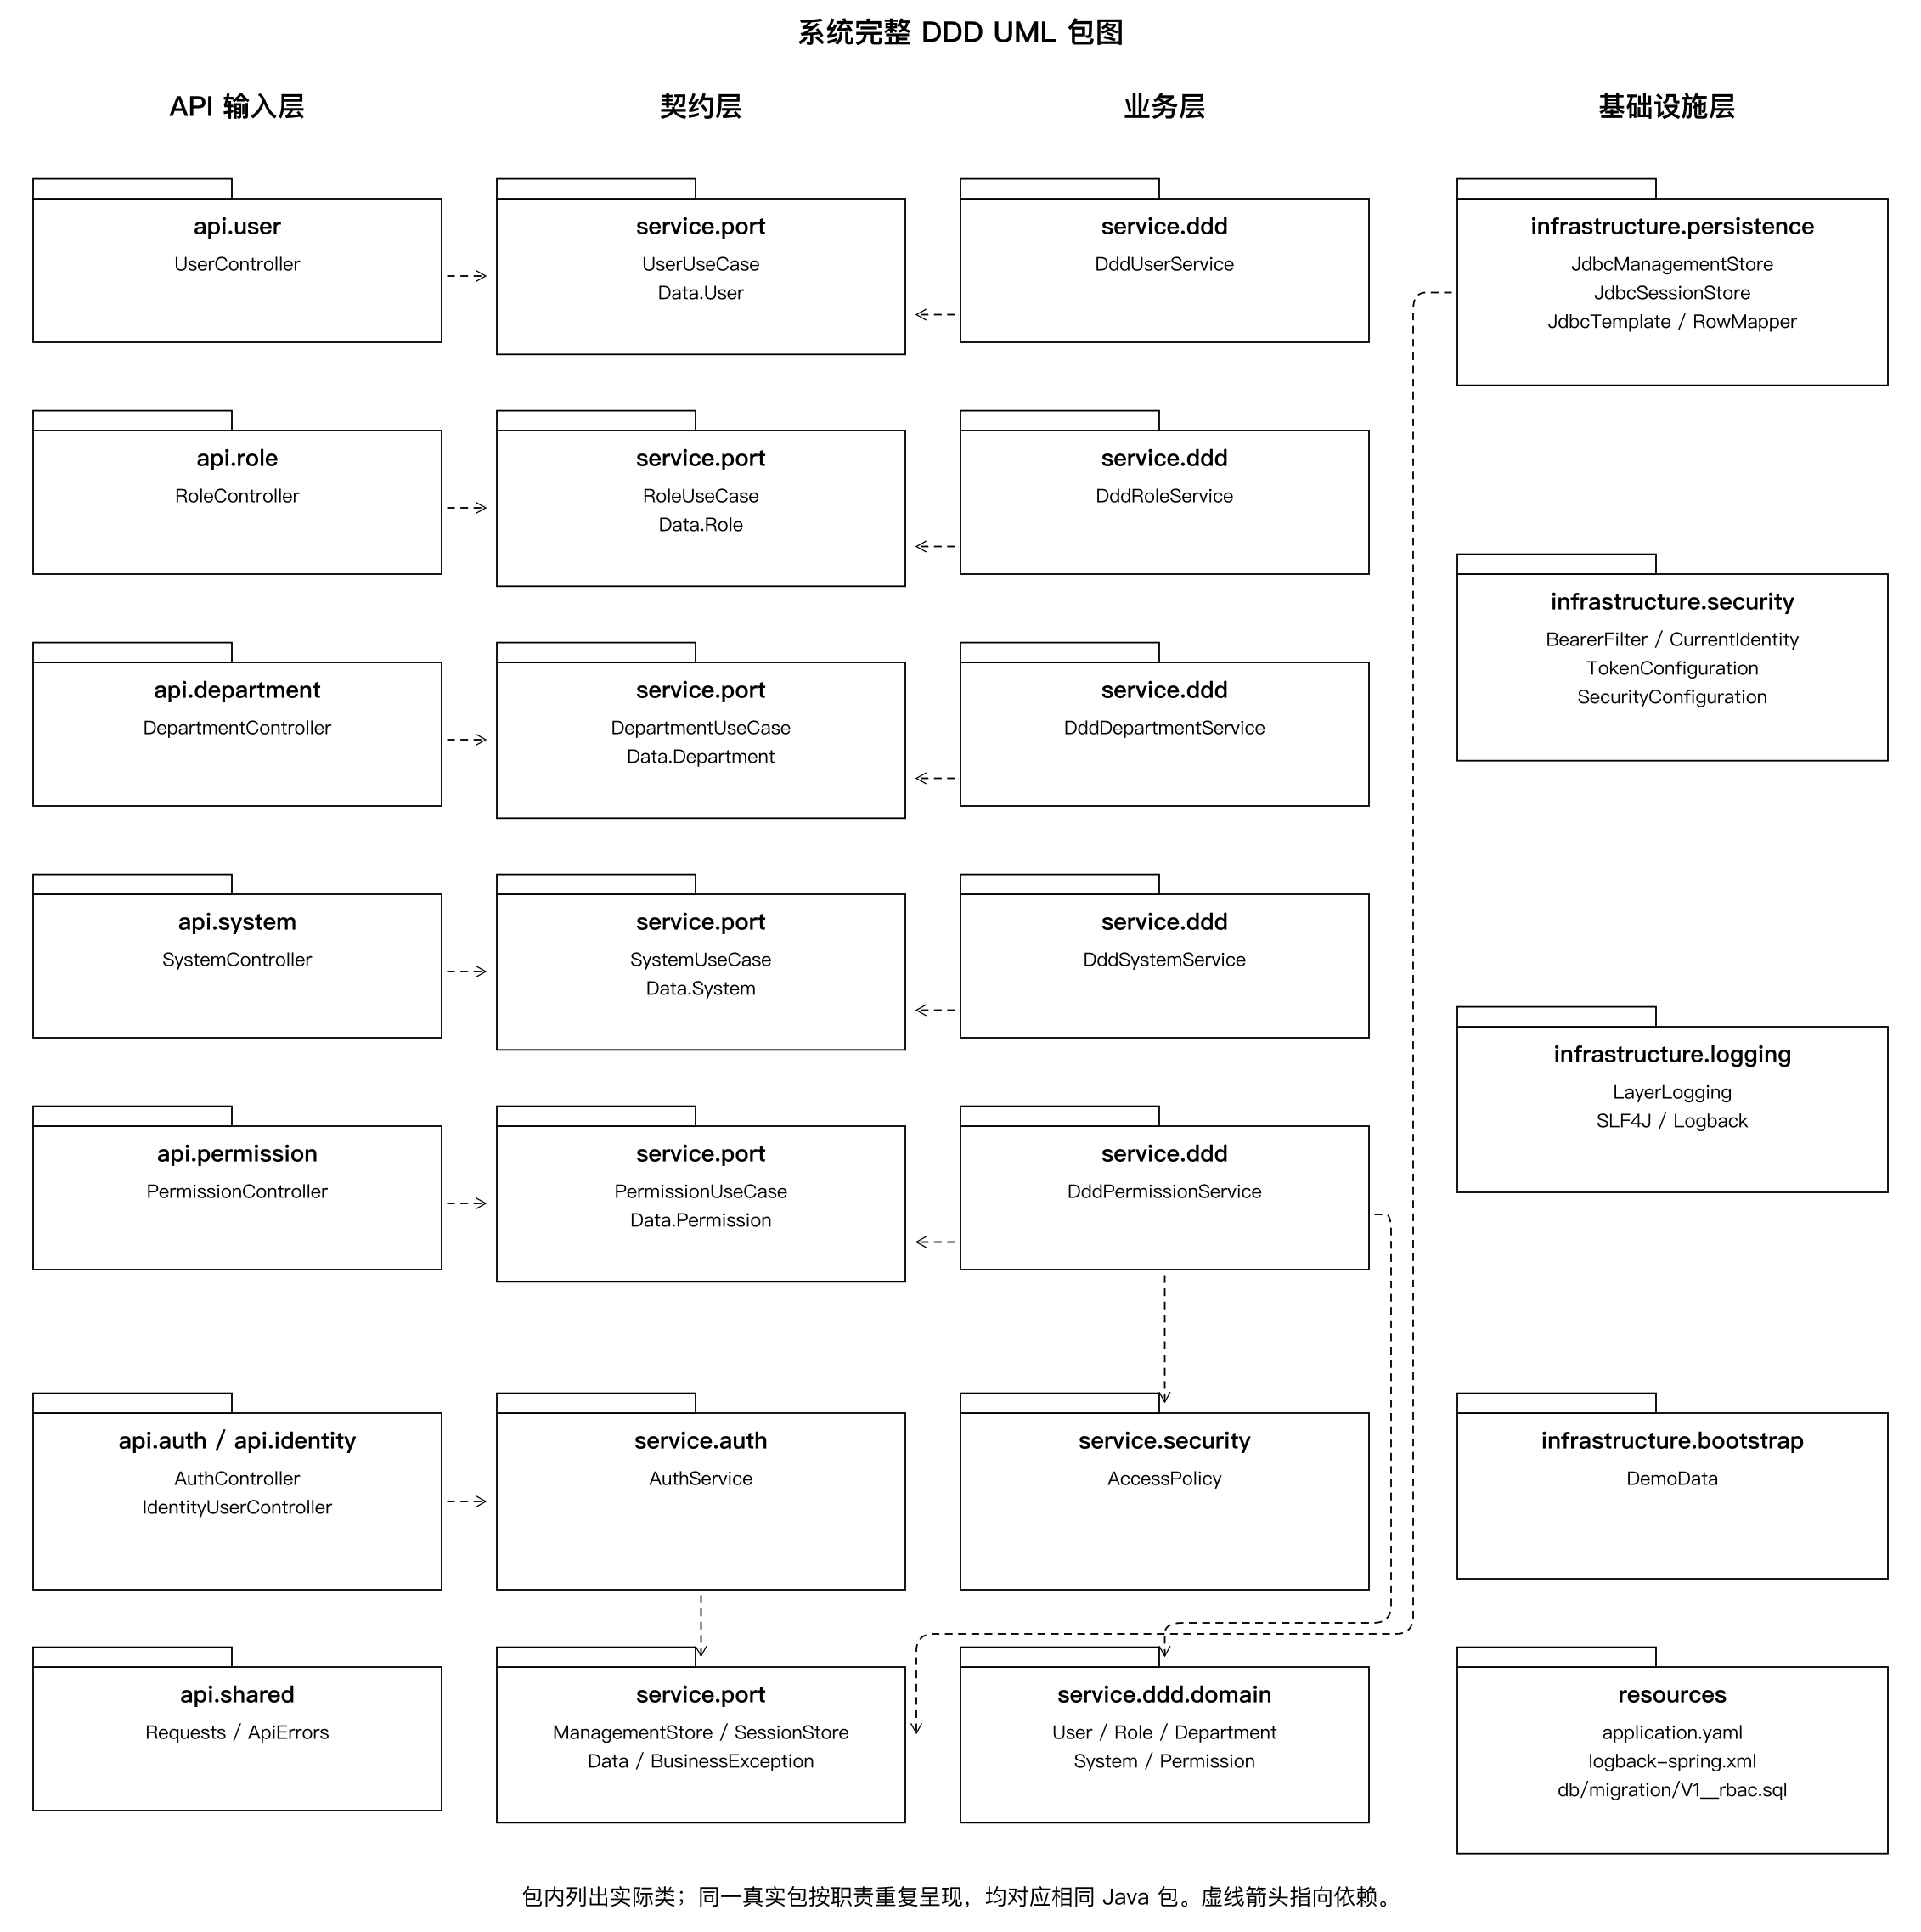 系统完整 DDD UML 包图
API 输入层
契约层
业务层
基础设施层
api.user
UserController
service.port
UserUseCase
Data.User
service.ddd
DddUserService
infrastructure.persistence
JdbcManagementStore
JdbcSessionStore
JdbcTemplate / RowMapper
api.role
RoleController
service.port
RoleUseCase
Data.Role
service.ddd
DddRoleService
infrastructure.security
BearerFilter / CurrentIdentity
TokenConfiguration
SecurityConfiguration
api.department
DepartmentController
service.port
DepartmentUseCase
Data.Department
service.ddd
DddDepartmentService
api.system
SystemController
service.port
SystemUseCase
Data.System
service.ddd
DddSystemService
infrastructure.logging
LayerLogging
SLF4J / Logback
api.permission
PermissionController
service.port
PermissionUseCase
Data.Permission
service.ddd
DddPermissionService
api.auth / api.identity
AuthController
IdentityUserController
service.auth
AuthService
service.security
AccessPolicy
infrastructure.bootstrap
DemoData
api.shared
Requests / ApiErrors
service.port
ManagementStore / SessionStore
Data / BusinessException
service.ddd.domain
User / Role / Department
System / Permission
resources
application.yaml
logback-spring.xml
db/migration/V1__rbac.sql
包内列出实际类；同一真实包按职责重复呈现，均对应相同 Java 包。虚线箭头指向依赖。